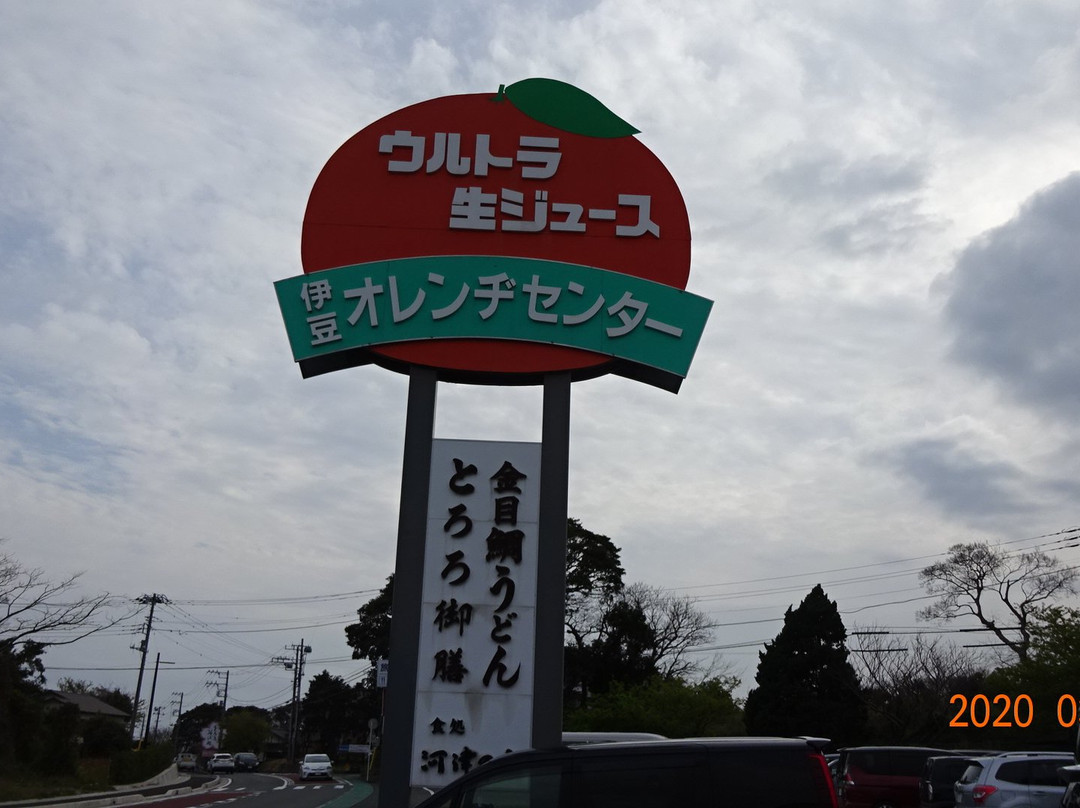 ウルトラ
生ジュース
伊豆
オレンヂセンター
金目鯛うどん
とろろ御膳
食処
河津
2020 0